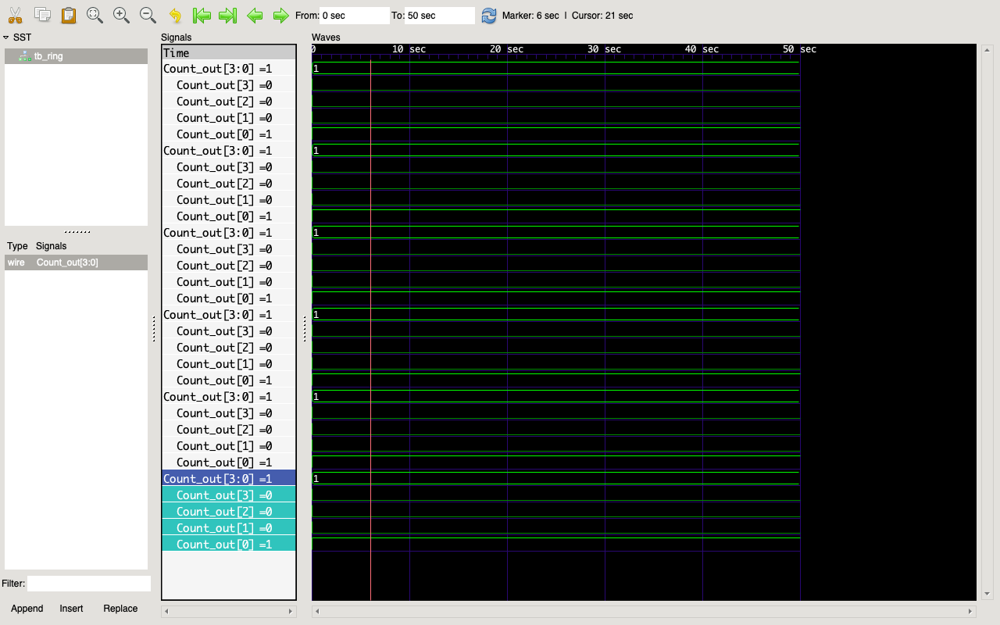 From: 0 sec To: 50 sec Marker: 6 sec | Cursor: 21 sec
SST
tb_ring
Type Signals
wire Count_out[3:0]
Filter:
Append Insert Replace
Signals
Time
Count_out[3:0] =1
Count_out[3] =0
Count_out[2] =0
Count_out[1] =0
Count_out[0] =1
Count_out[3:0] =1
Count_out[3] =0
Count_out[2] =0
Count_out[1] =0
Count_out[0] =1
Count_out[3:0] =1
Count_out[3] =0
Count_out[2] =0
Count_out[1] =0
Count_out[0] =1
Count_out[3:0] =1
Count_out[3] =0
Count_out[2] =0
Count_out[1] =0
Count_out[0] =1
Count_out[3:0] =1
Count_out[3] =0
Count_out[2] =0
Count_out[1] =0
Count_out[0] =1
Count_out[3:0] =1
Count_out[3] =0
Count_out[2] =0
Count_out[1] =0
Count_out[0] =1
Waves
0 10 sec 20 sec 30 sec 40 sec 50 sec
1
1
1
1
1
1